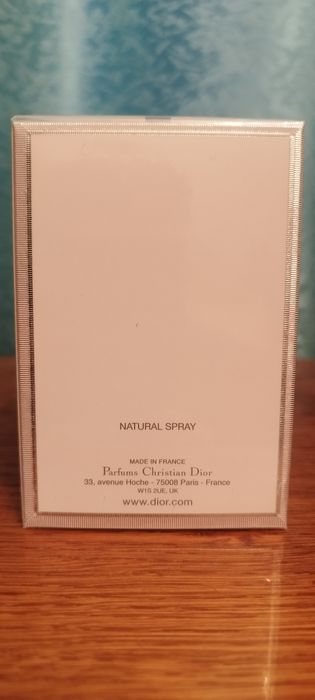 NATURAL SPRAY
MADE IN FRANCE
Parfums Christian Dior
33, avenue Hoche - 75008 Paris - France
W1S 2UE, UK
www.dior.com